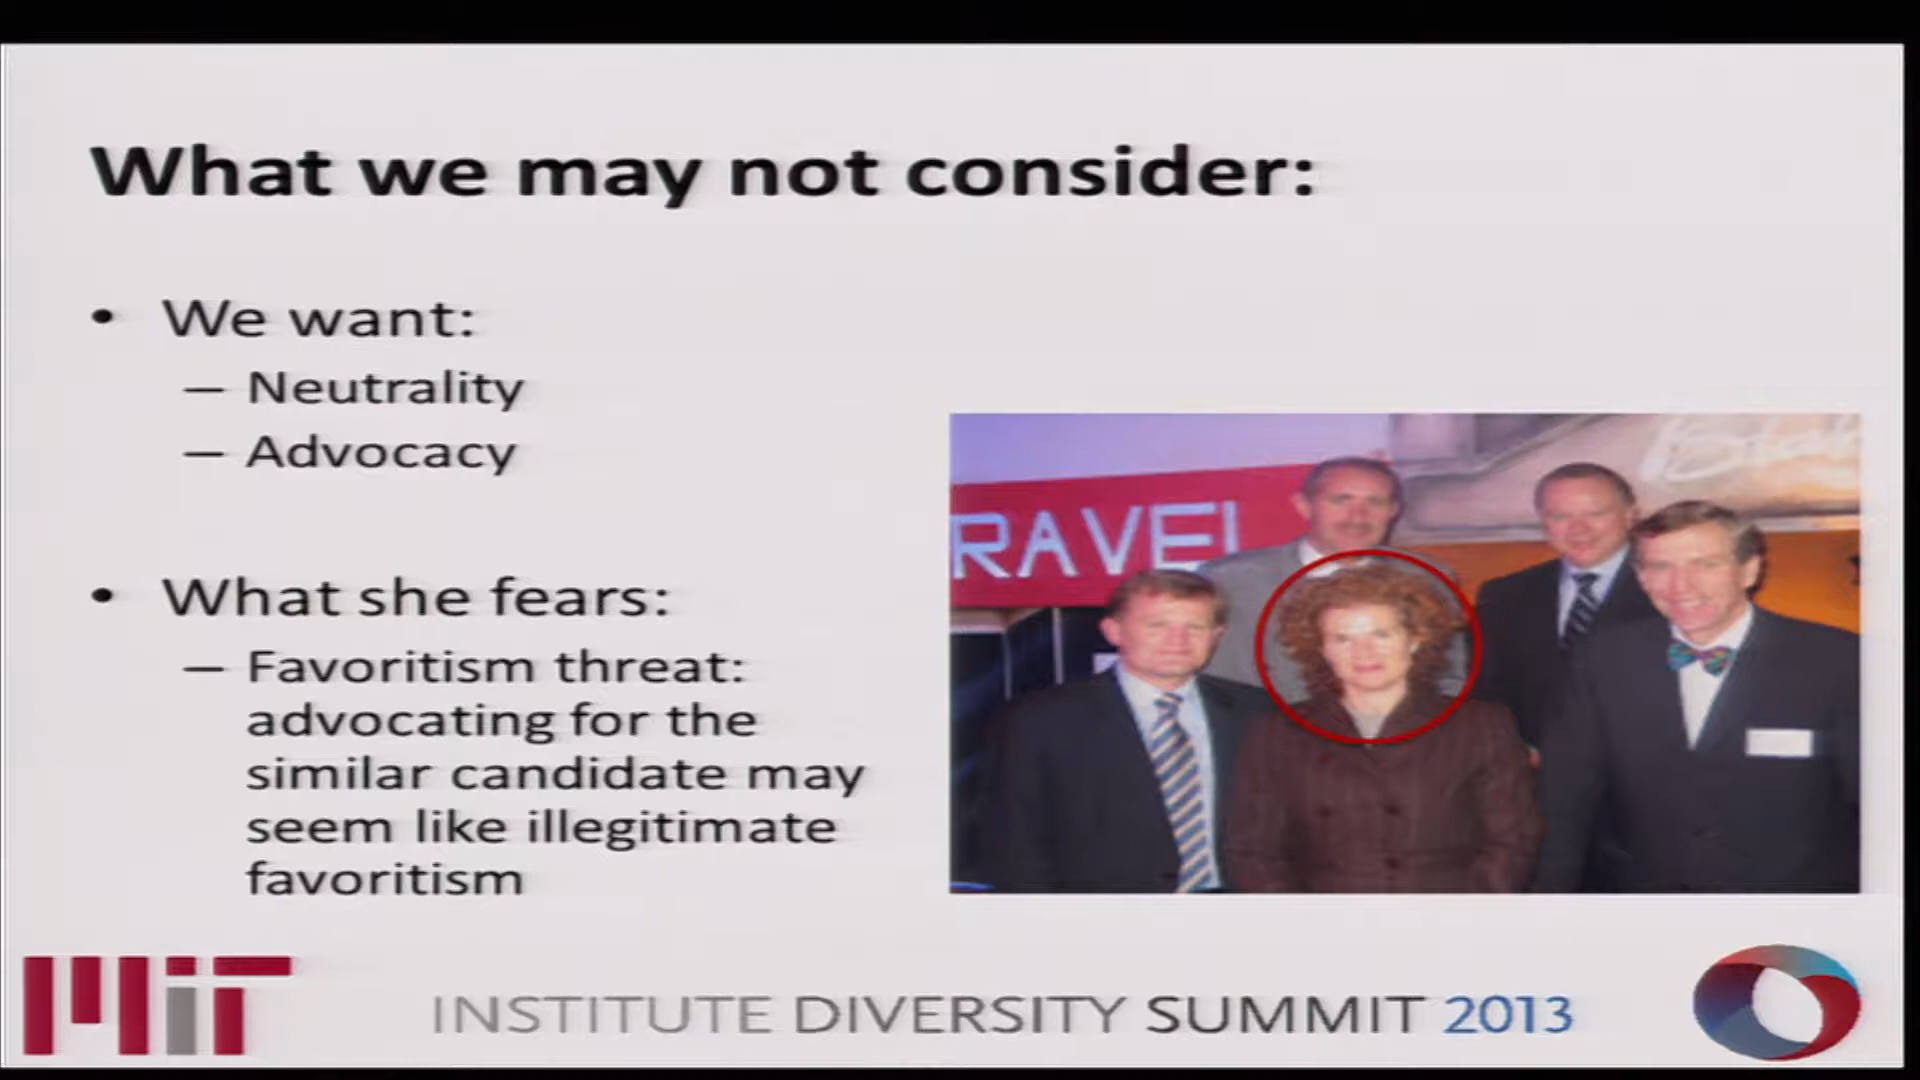 What we may not consider:
• We want:
– Neutrality
– Advocacy
• What she fears:
– Favoritism threat:
advocating for the
similar candidate may
seem like illegitimate
favoritism
RAVEL
MIT
INSTITUTE DIVERSITY SUMMIT 2013